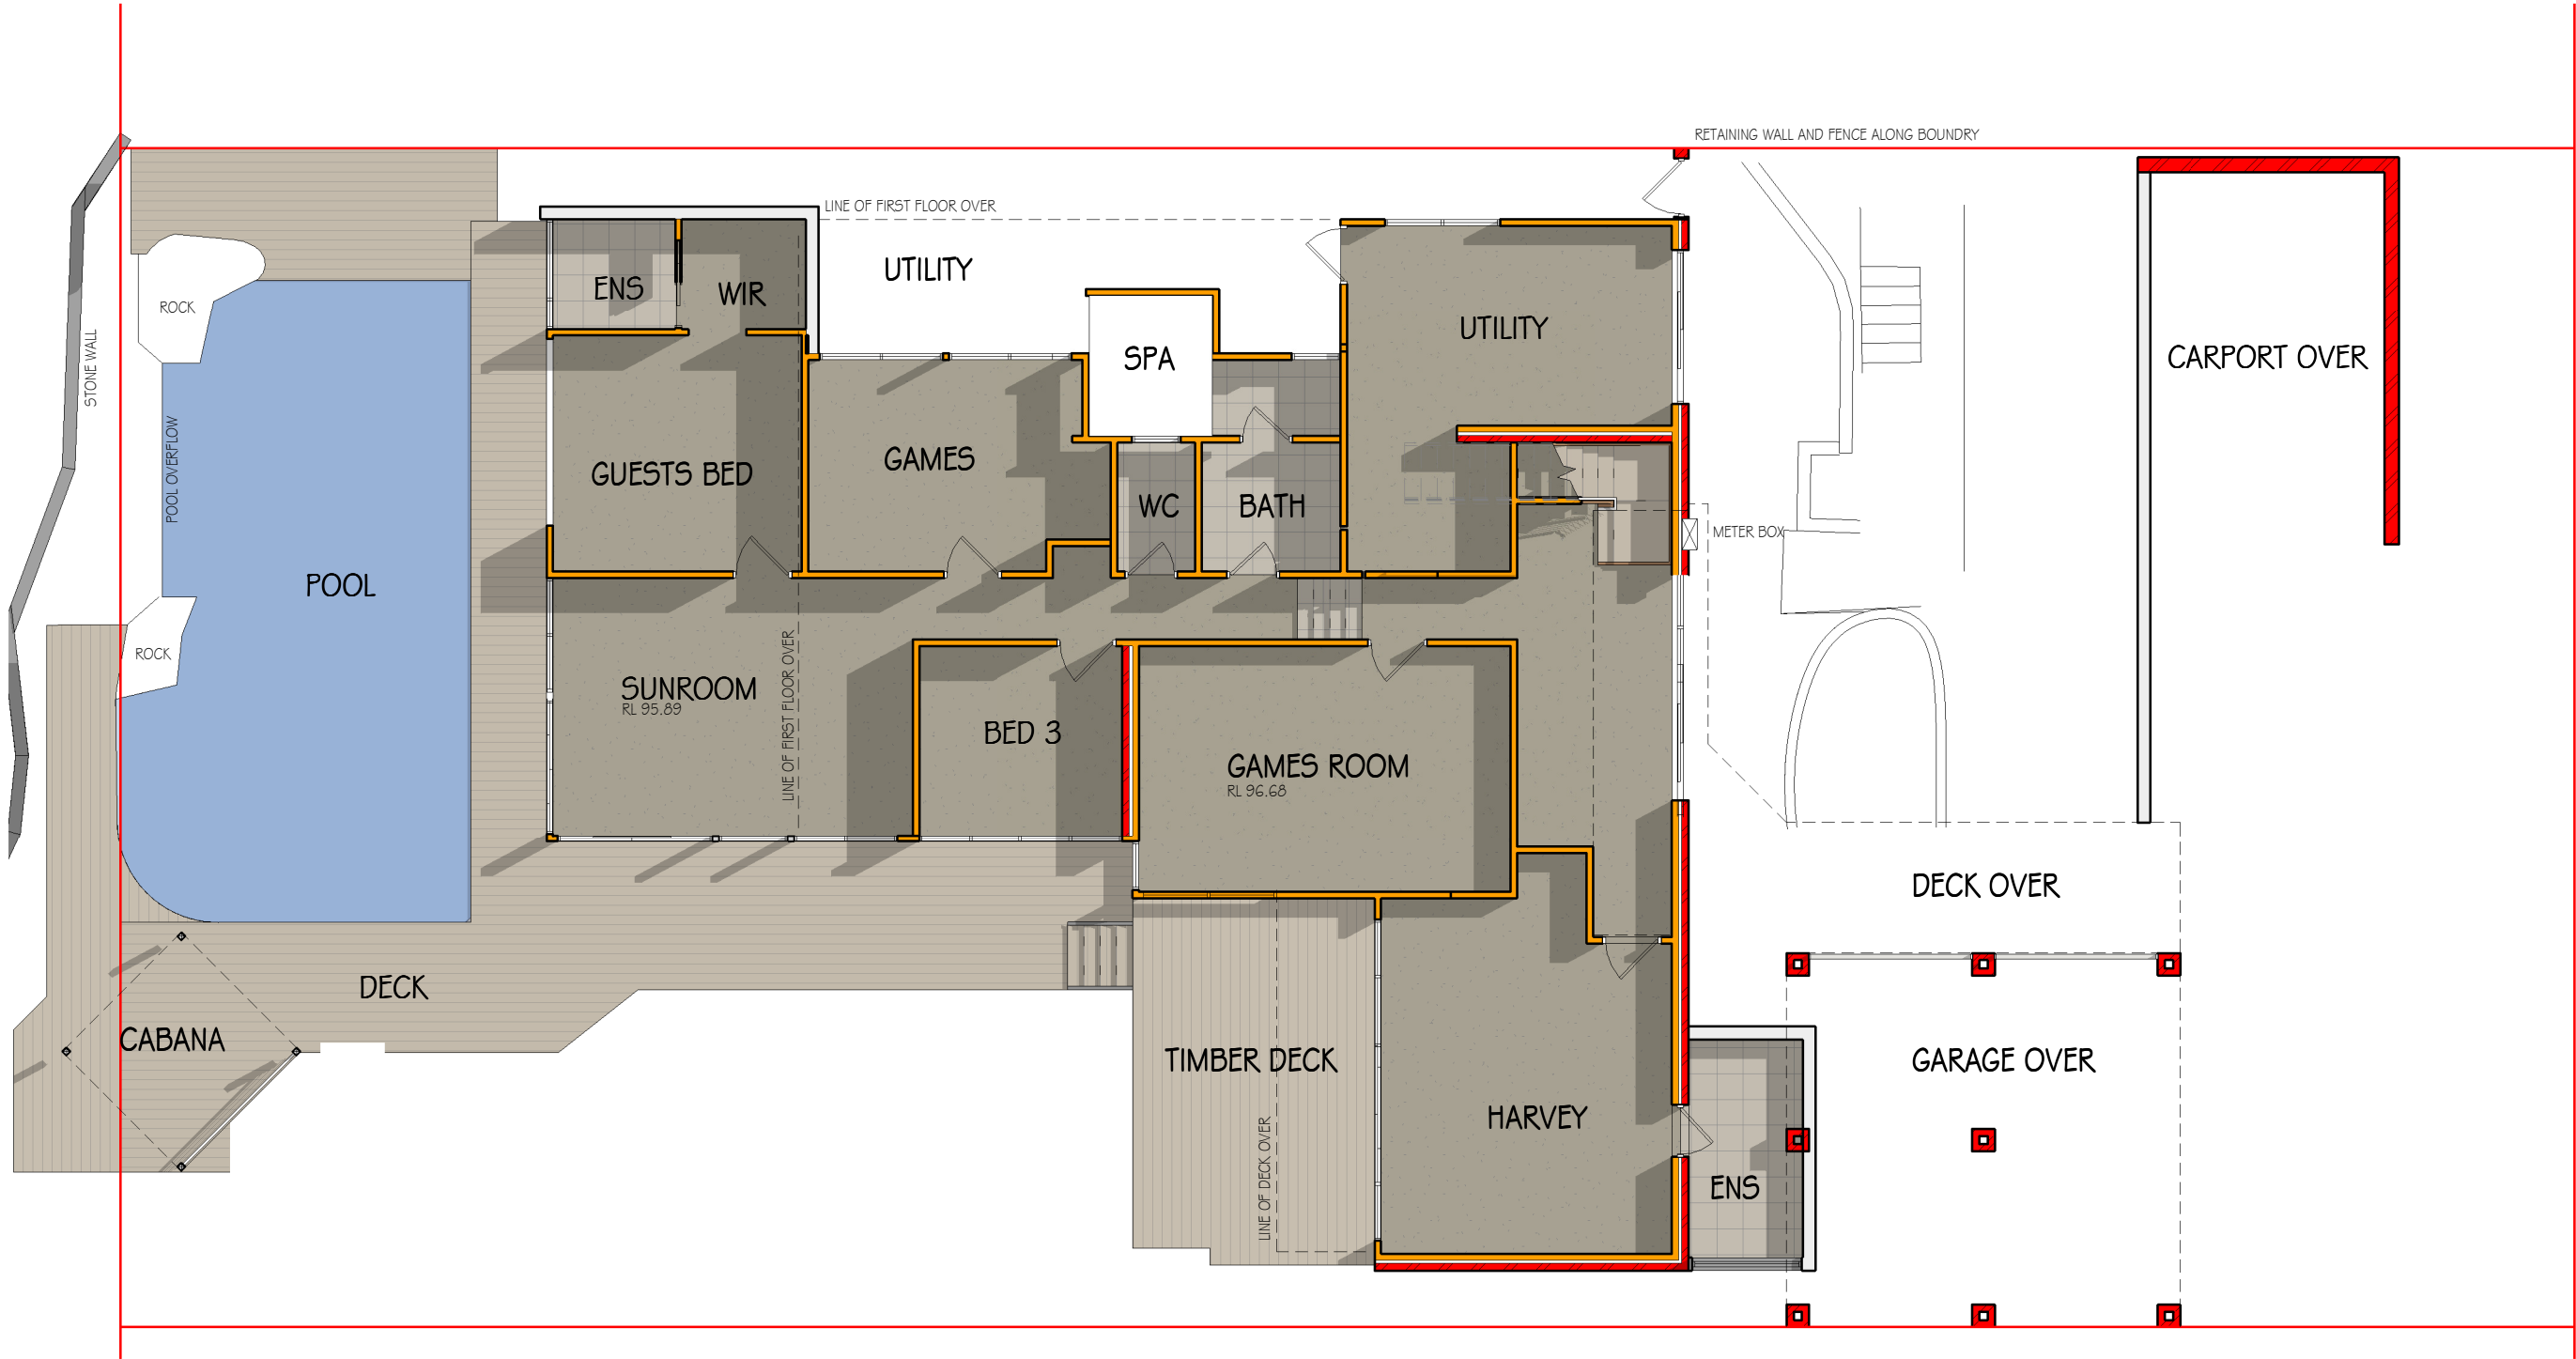 RETAINING WALL AND FENCE ALONG BOUNDRY
LINE OF FIRST FLOOR OVER
UTILITY
ENS
WIR
ROCK
UTILITY
SPA
CARPORT OVER
STONE WALL
POOL OVERFLOW
GUESTS BED
GAMES
WC
BATH
METER BOX
POOL
ROCK
SUNROOM
RL 95.89
LINE OF FIRST FLOOR OVER
BED 3
GAMES ROOM
RL 96.68
DECK OVER
DECK
CABANA
TIMBER DECK
GARAGE OVER
HARVEY
LINE OF DECK OVER
ENS